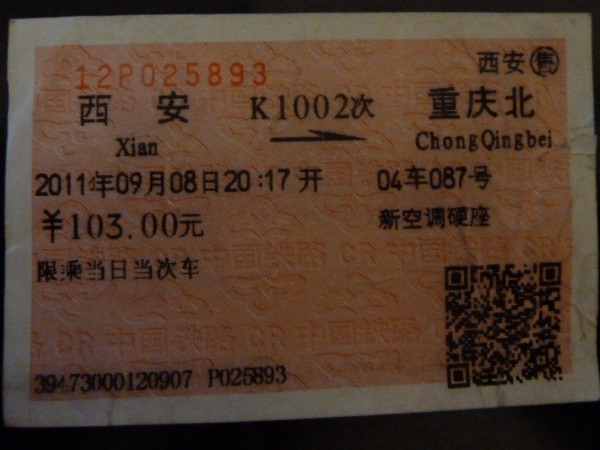 12P025893
西安 ㊞售
西安 K1002次 重庆北
Xian ChongQingbei
2011年09月08日20:17开 04车087号
￥103.00元 新空调硬座
限乘当日当次车
39473000120907 P025893